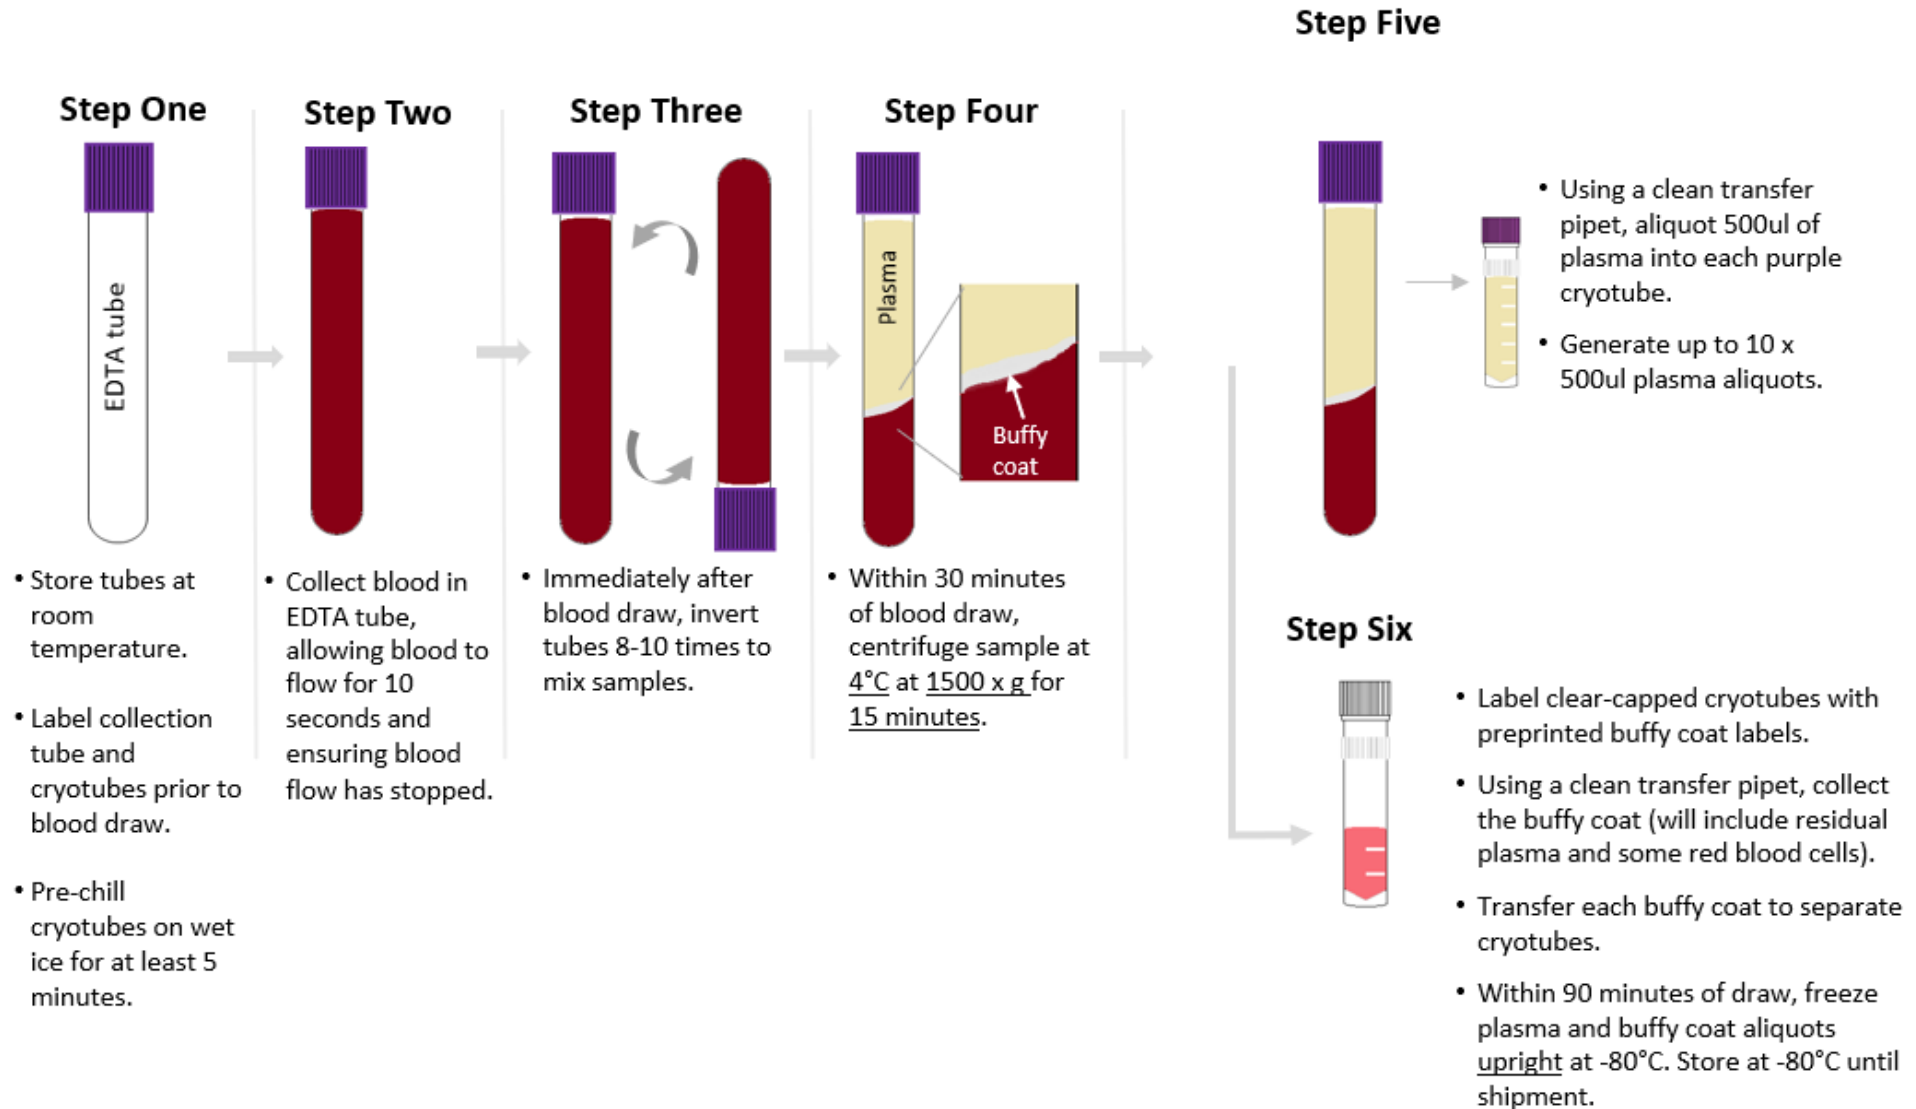 Step One
EDTA tube
• Store tubes at
room
temperature.
• Label collection
tube and
cryotubes prior to
blood draw.
• Pre-chill
cryotubes on wet
ice for at least 5
minutes.
Step Two
• Collect blood in
EDTA tube,
allowing blood to
flow for 10
seconds and
ensuring blood
flow has stopped.
Step Three
• Immediately after
blood draw, invert
tubes 8-10 times to
mix samples.
Step Four
Plasma
Buffy
coat
• Within 30 minutes
of blood draw,
centrifuge sample at
4°C at 1500 x g for
15 minutes.
Step Five
• Using a clean transfer
pipet, aliquot 500ul of
plasma into each purple
cryotube.
• Generate up to 10 x
500ul plasma aliquots.
Step Six
• Label clear-capped cryotubes with
preprinted buffy coat labels.
• Using a clean transfer pipet, collect
the buffy coat (will include residual
plasma and some red blood cells).
• Transfer each buffy coat to separate
cryotubes.
• Within 90 minutes of draw, freeze
plasma and buffy coat aliquots
upright at -80°C. Store at -80°C until
shipment.